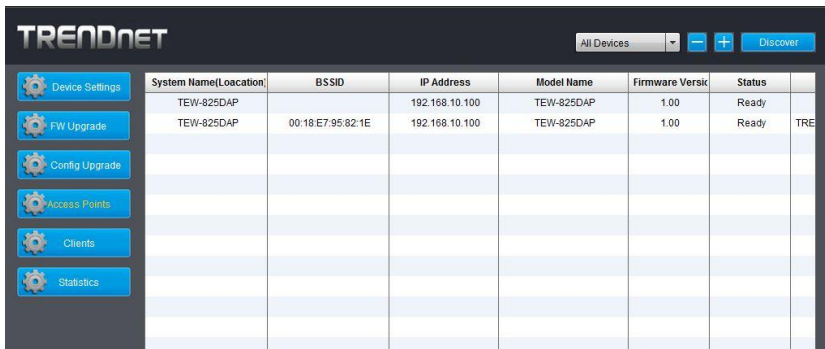 TRENDnet
All Devices
Discover
Device Settings
FW Upgrade
Config Upgrade
Access Points
Clients
Statistics
System Name(Loacation) BSSID IP Address Model Name Firmware Versic Status
TEW-825DAP 192.168.10.100 TEW-825DAP 1.00 Ready
TEW-825DAP 00:18:E7:95:82:1E 192.168.10.100 TEW-825DAP 1.00 Ready TRE